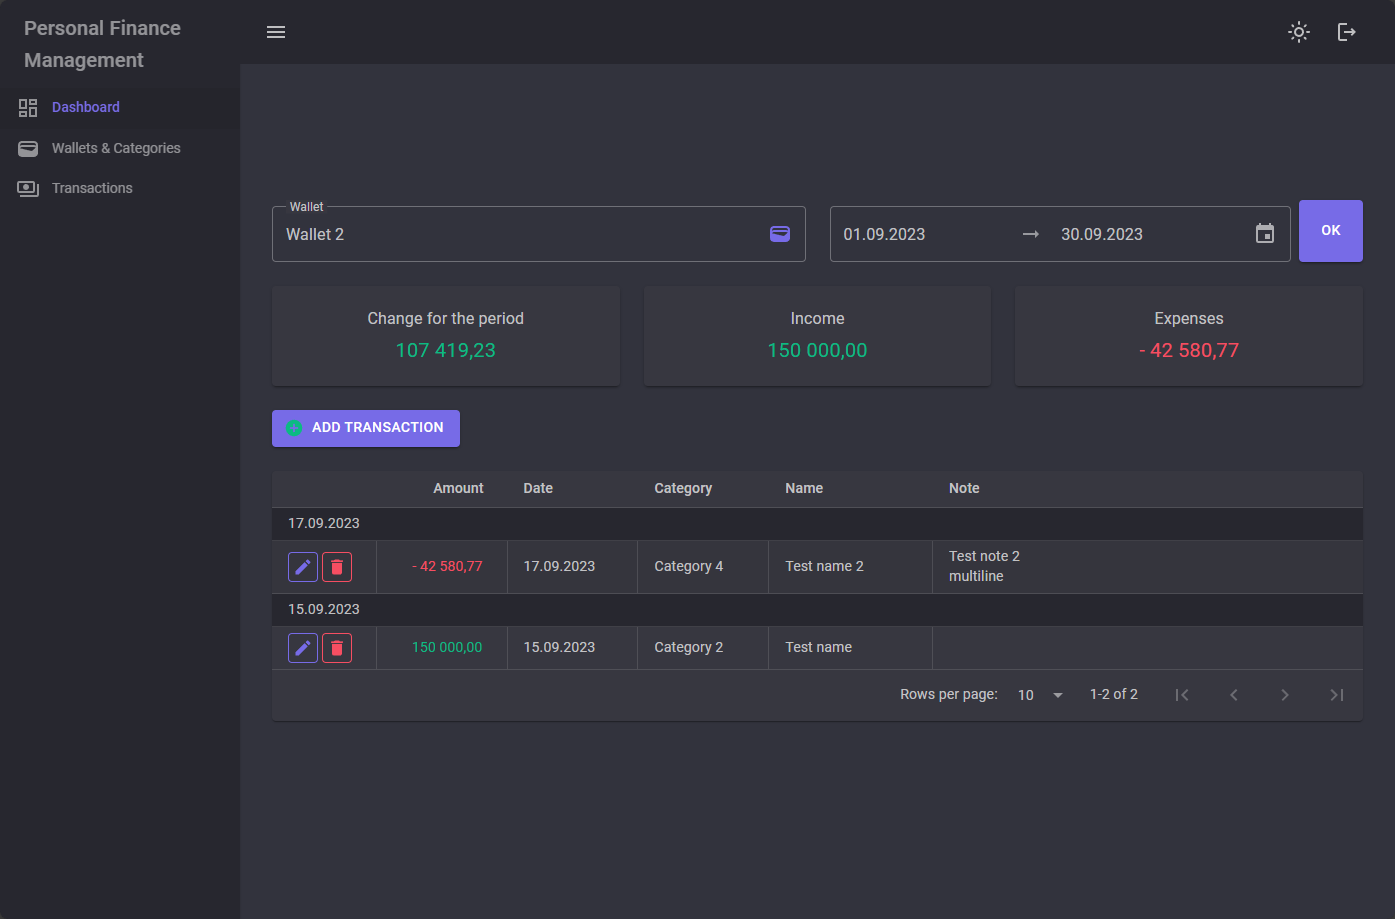 Personal Finance
Management
Dashboard
Wallets & Categories
Transactions
Wallet
Wallet 2
01.09.2023
30.09.2023
OK
Change for the period
107 419,23
Income
150 000,00
Expenses
- 42 580,77
ADD TRANSACTION
Amount Date Category Name Note
17.09.2023
- 42 580,77 17.09.2023 Category 4 Test name 2 Test note 2
multiline
15.09.2023
150 000,00 15.09.2023 Category 2 Test name
Rows per page: 10 1-2 of 2